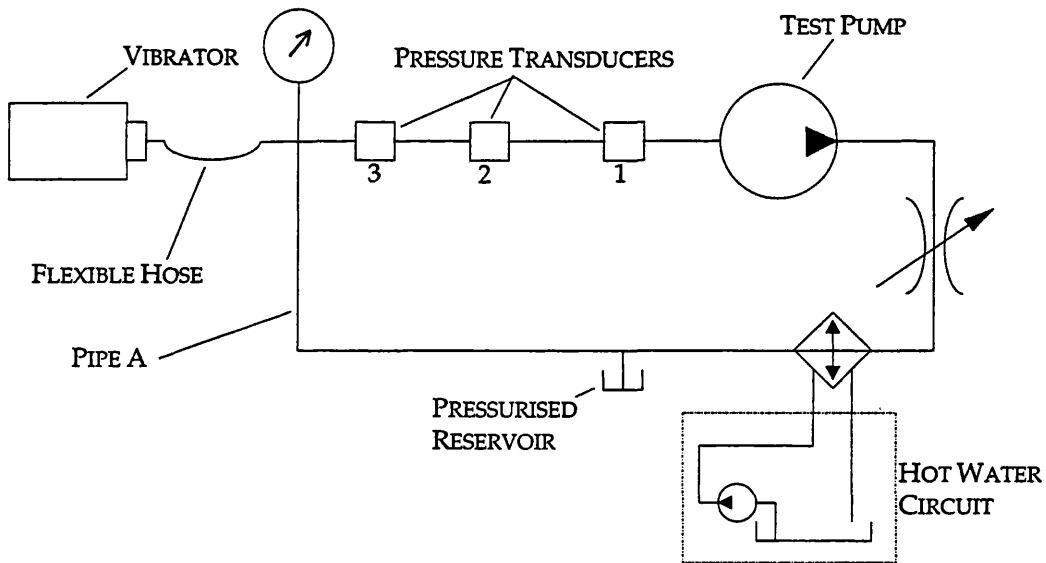 TEST PUMP
VIBRATOR
PRESSURE TRANSDUCERS
3
2
1
FLEXIBLE HOSE
PIPE A
PRESSURISED
RESERVOIR
HOT WATER
CIRCUIT